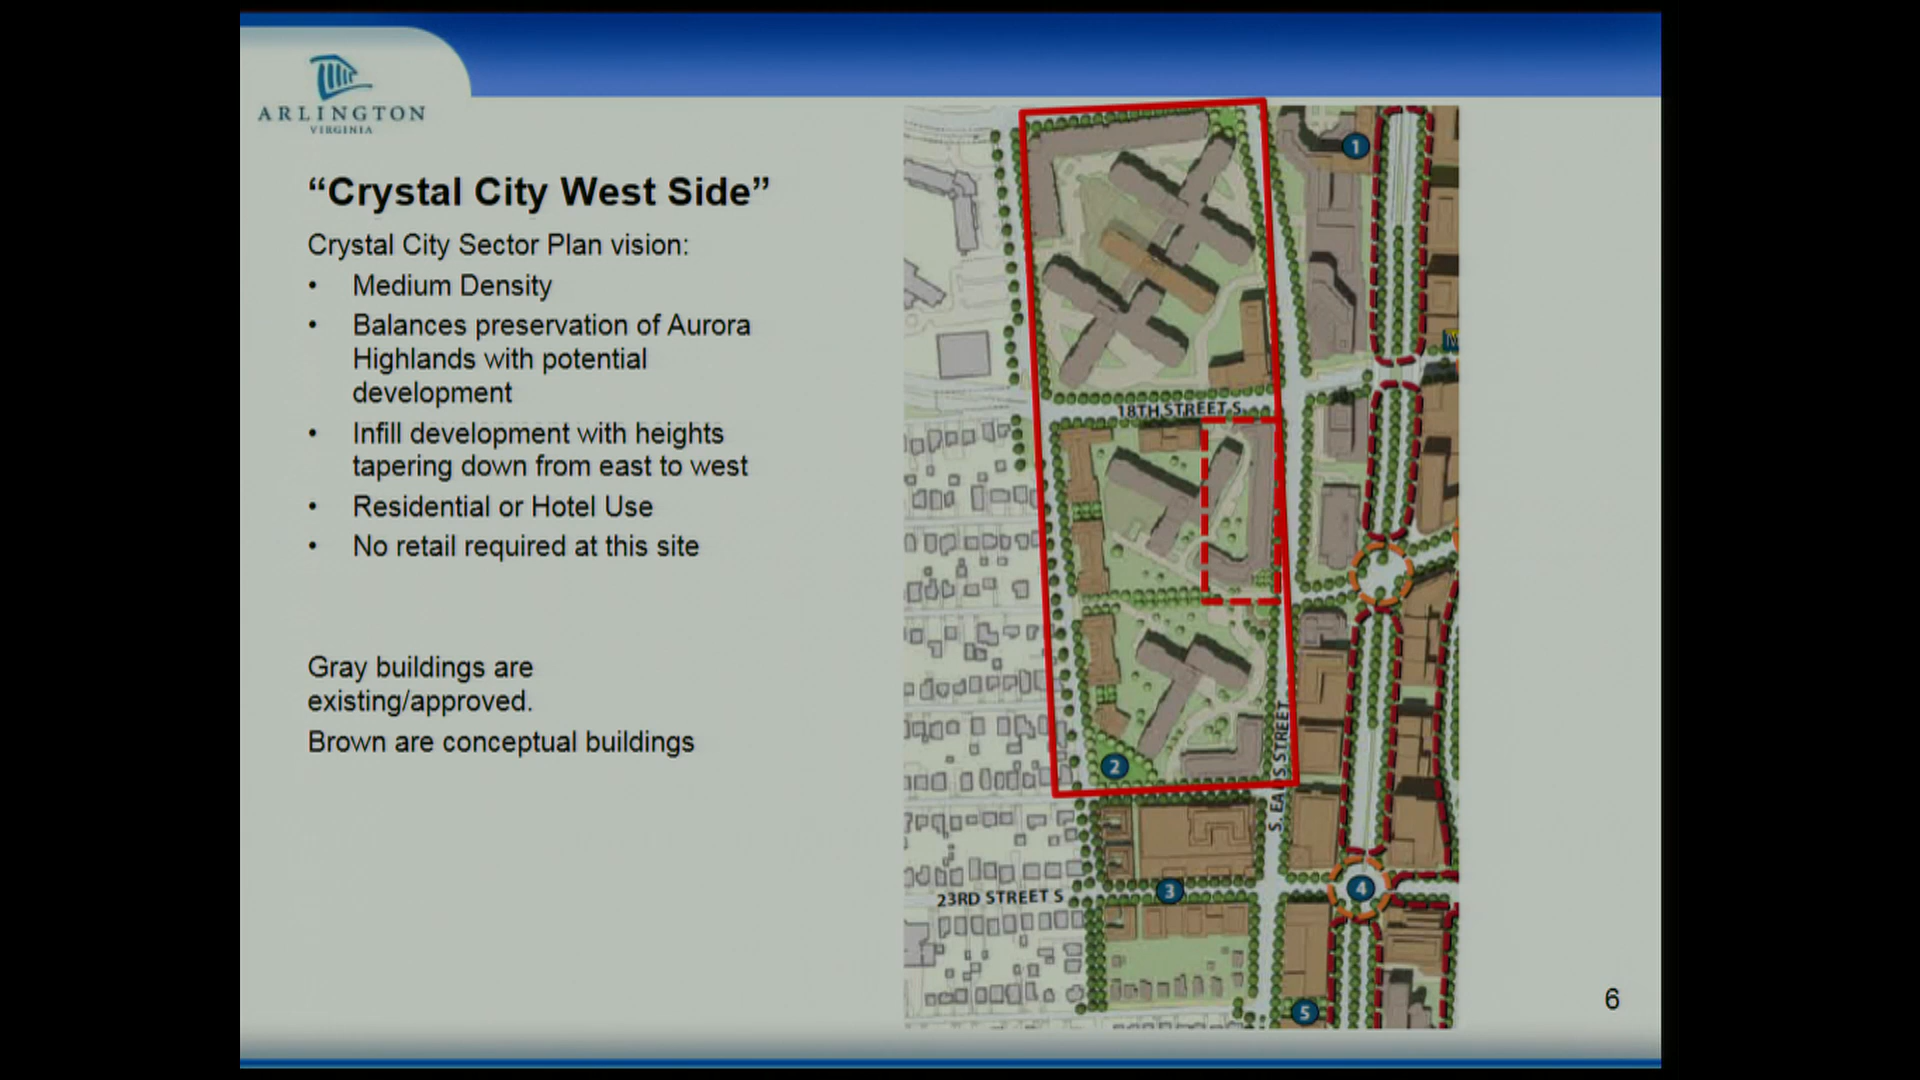 ARLINGTON
VIRGINIA
“Crystal City West Side”
Crystal City Sector Plan vision:
• Medium Density
• Balances preservation of Aurora
Highlands with potential
development
• Infill development with heights
tapering down from east to west
• Residential or Hotel Use
• No retail required at this site
Gray buildings are
existing/approved.
Brown are conceptual buildings
1
M
18TH STREET S
2
S. EADS STREET
23RD STREET S
3
4
5
6